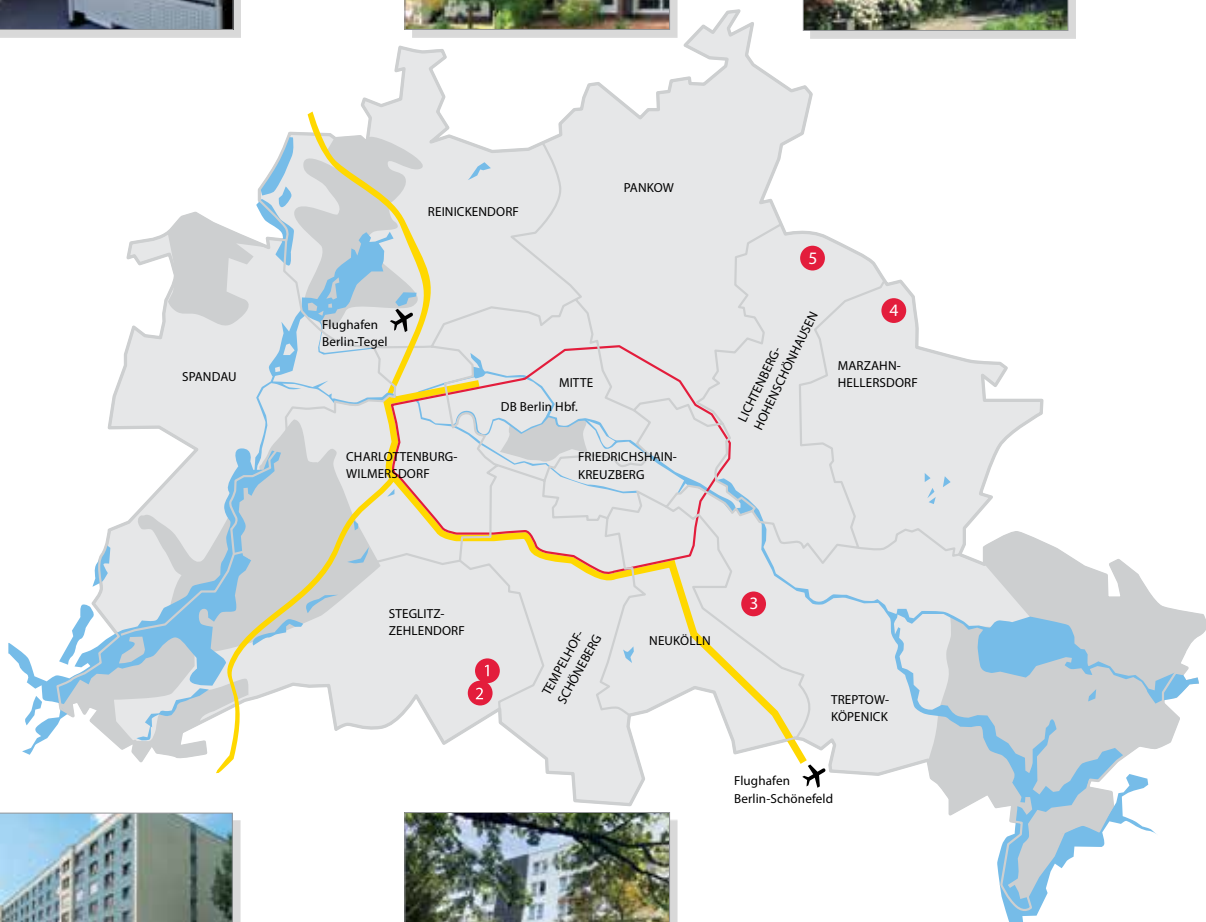 PANKOW
REINICKENDORF
5
4
Flughafen
Berlin-Tegel
LICHTENBERG-
HOHENSCHÖNHAUSEN
SPANDAU
MITTE
MARZAHN-
HELLERSDORF
DB Berlin Hbf.
CHARLOTTENBURG-
WILMERSDORF
FRIEDRICHSHAIN-
KREUZBERG
3
STEGLITZ-
ZEHLENDORF
TEMPELHOF-
SCHÖNEBERG
NEUKÖLLN
1
2
TREPTOW-
KÖPENICK
Flughafen
Berlin-Schönefeld